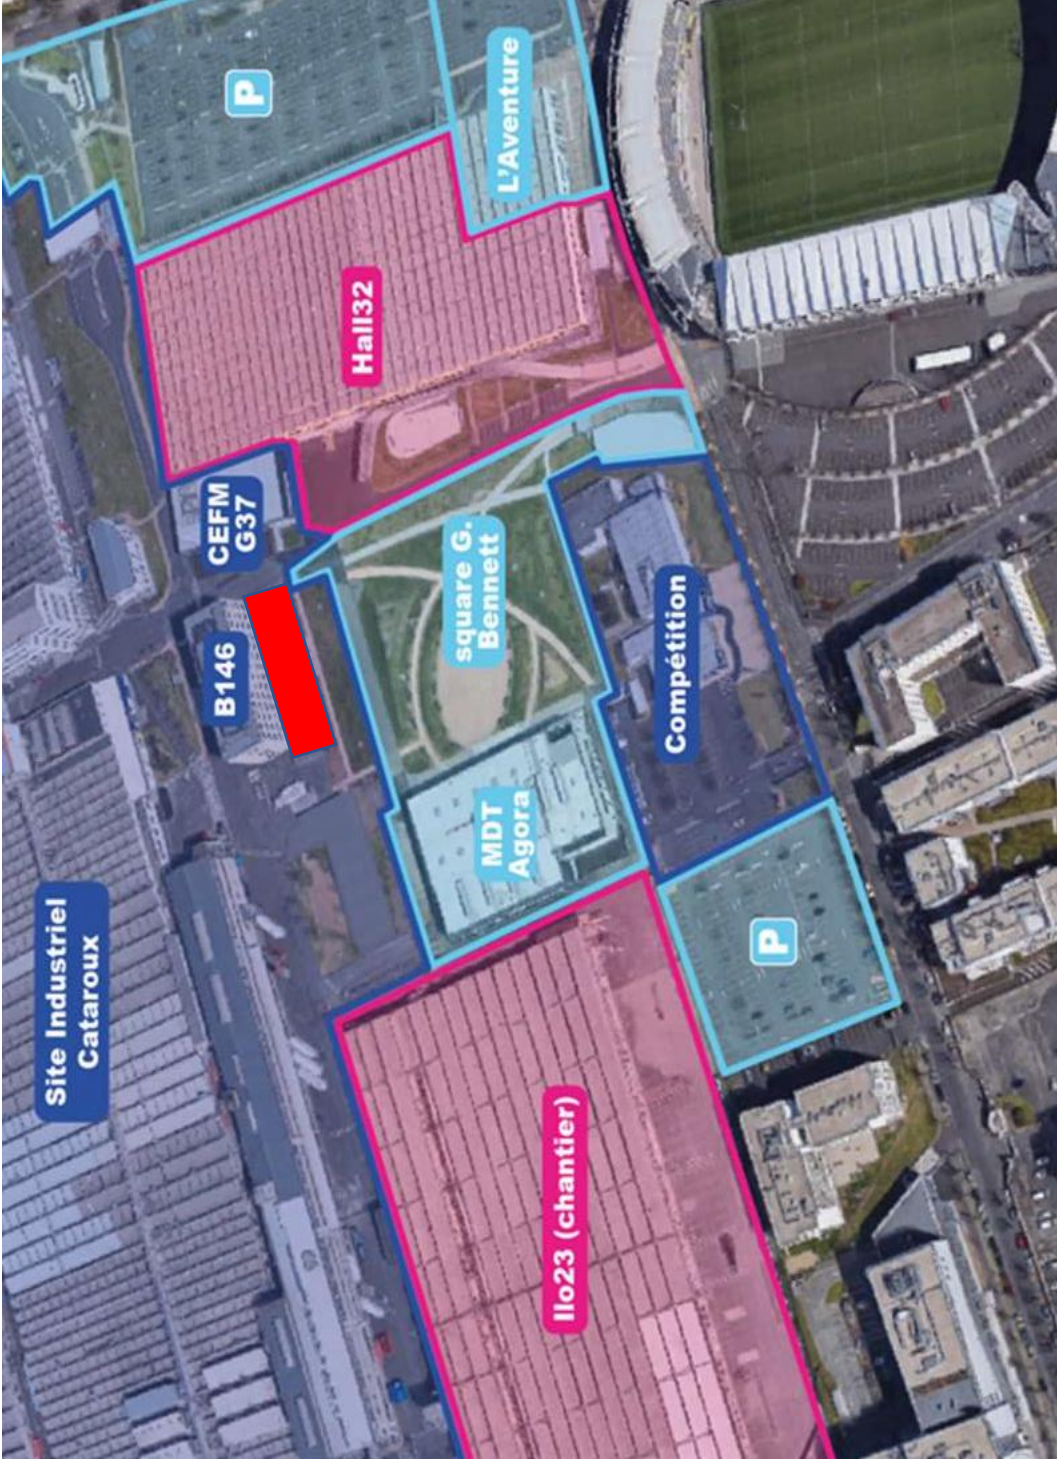 P
L'Aventure
Hall32
CEFM
G37
square G.
Bennett
B146
Compétition
MDT
Agora
Site Industriel
Cataroux
P
Ilo23 (chantier)